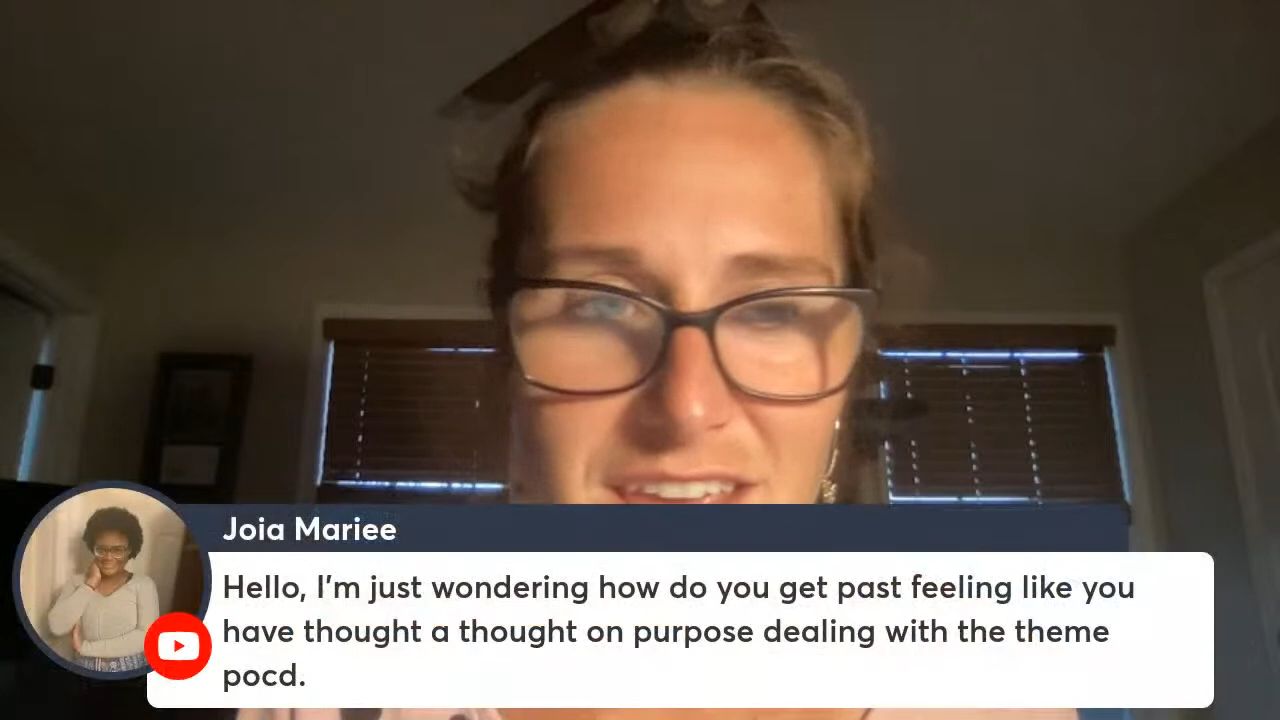 Joia Mariee
Hello, I'm just wondering how do you get past feeling like you
have thought a thought on purpose dealing with the theme
pocd.